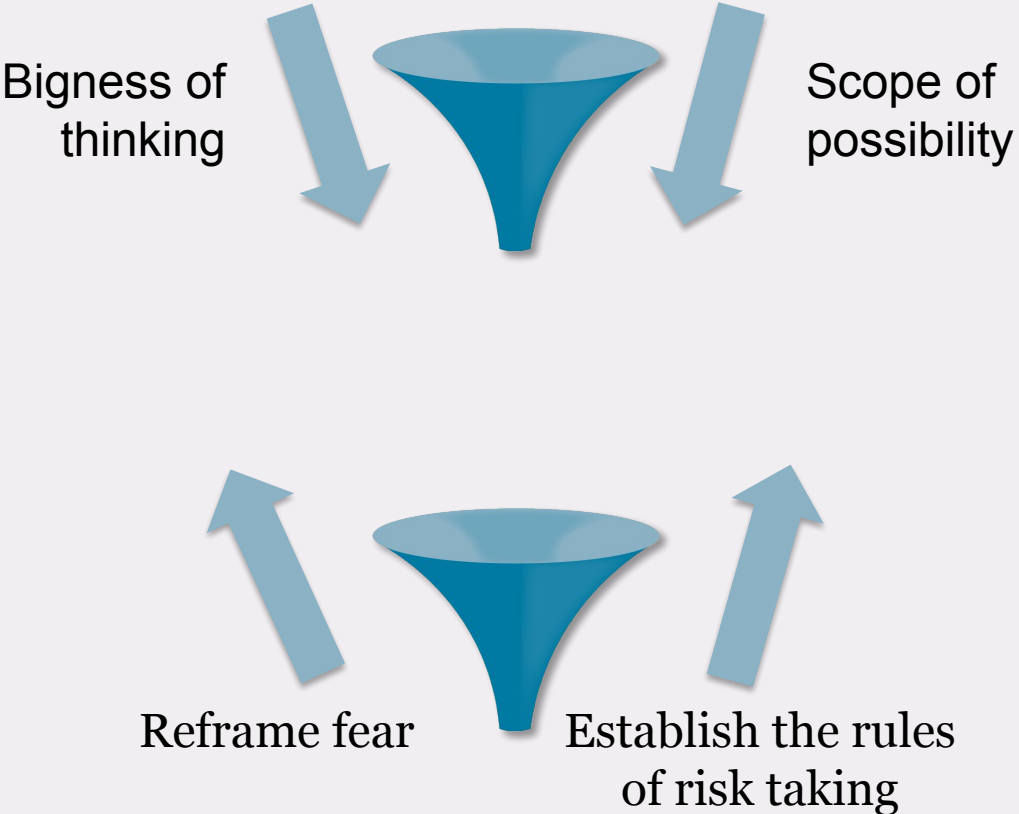 Bigness of
thinking
Scope of
possibility
Reframe fear
Establish the rules
of risk taking